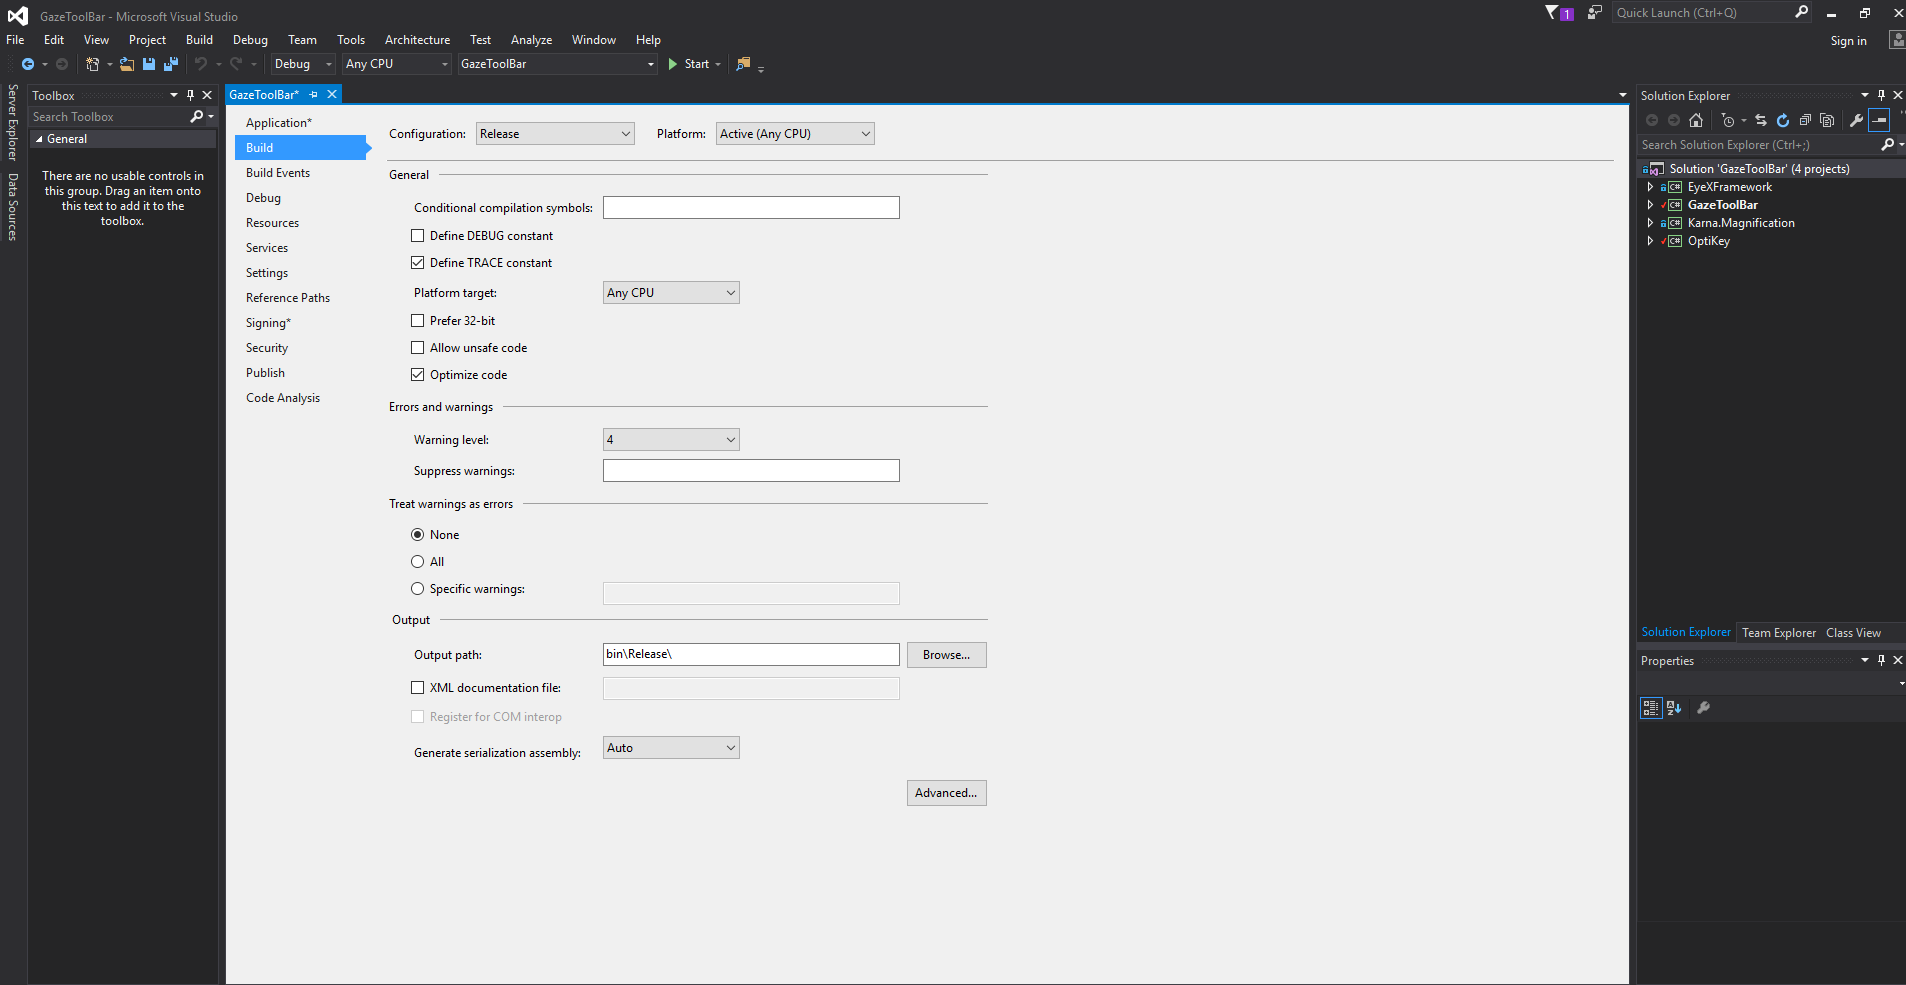 GazeToolBar - Microsoft Visual Studio
1
Quick Launch (Ctrl+Q)
File Edit View Project Build Debug Team Tools Architecture Test Analyze Window Help
Sign in
Debug Any CPU GazeToolBar Start
Server Explorer
Data Sources
Toolbox
Search Toolbox
General
There are no usable controls in
this group. Drag an item onto
this text to add it to the
toolbox.
GazeToolBar*
Application*
Build
Build Events
Debug
Resources
Services
Settings
Reference Paths
Signing*
Security
Publish
Code Analysis
Configuration: Release Platform: Active (Any CPU)
General
Conditional compilation symbols:
Define DEBUG constant
Define TRACE constant
Platform target: Any CPU
Prefer 32-bit
Allow unsafe code
Optimize code
Errors and warnings
Warning level: 4
Suppress warnings:
Treat warnings as errors
None
All
Specific warnings:
Output
Output path: bin\Release\ Browse...
XML documentation file:
Register for COM interop
Generate serialization assembly: Auto
Advanced...
Solution Explorer
Search Solution Explorer (Ctrl+;)
Solution 'GazeToolBar' (4 projects)
C# EyeXFramework
C# GazeToolBar
C# Karna.Magnification
C# OptiKey
Solution Explorer Team Explorer Class View
Properties
A
Z